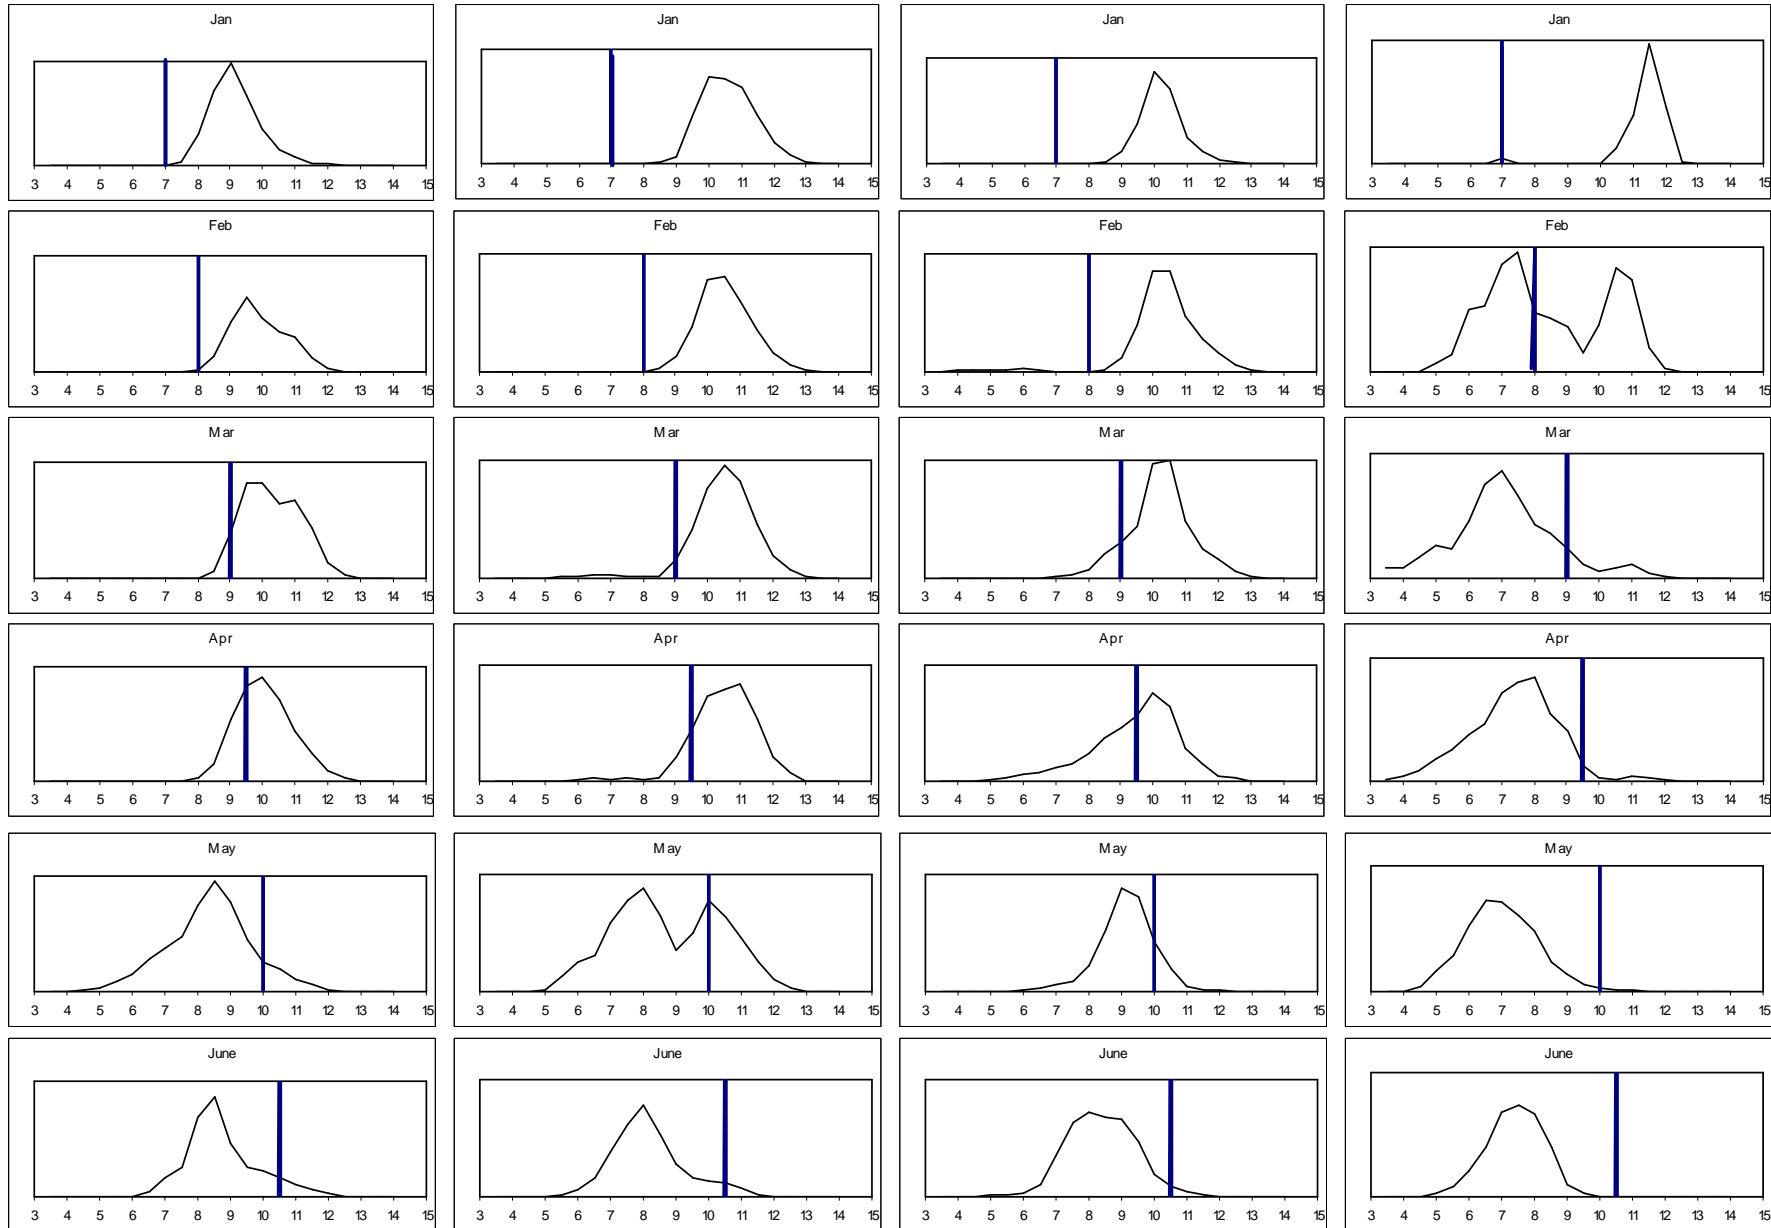 Jan Jan Jan Jan
3 4 5 6 7 8 9 10 11 12 13 14 15 3 4 5 6 7 8 9 10 11 12 13 14 15 3 4 5 6 7 8 9 10 11 12 13 14 15 3 4 5 6 7 8 9 10 11 12 13 14 15
Feb Feb Feb Feb
3 4 5 6 7 8 9 10 11 12 13 14 15 3 4 5 6 7 8 9 10 11 12 13 14 15 3 4 5 6 7 8 9 10 11 12 13 14 15 3 4 5 6 7 8 9 10 11 12 13 14 15
Mar Mar Mar Mar
3 4 5 6 7 8 9 10 11 12 13 14 15 3 4 5 6 7 8 9 10 11 12 13 14 15 3 4 5 6 7 8 9 10 11 12 13 14 15 3 4 5 6 7 8 9 10 11 12 13 14 15
Apr Apr Apr Apr
3 4 5 6 7 8 9 10 11 12 13 14 15 3 4 5 6 7 8 9 10 11 12 13 14 15 3 4 5 6 7 8 9 10 11 12 13 14 15 3 4 5 6 7 8 9 10 11 12 13 14 15
May May May May
3 4 5 6 7 8 9 10 11 12 13 14 15 3 4 5 6 7 8 9 10 11 12 13 14 15 3 4 5 6 7 8 9 10 11 12 13 14 15 3 4 5 6 7 8 9 10 11 12 13 14 15
June June June June
3 4 5 6 7 8 9 10 11 12 13 14 15 3 4 5 6 7 8 9 10 11 12 13 14 15 3 4 5 6 7 8 9 10 11 12 13 14 15 3 4 5 6 7 8 9 10 11 12 13 14 15